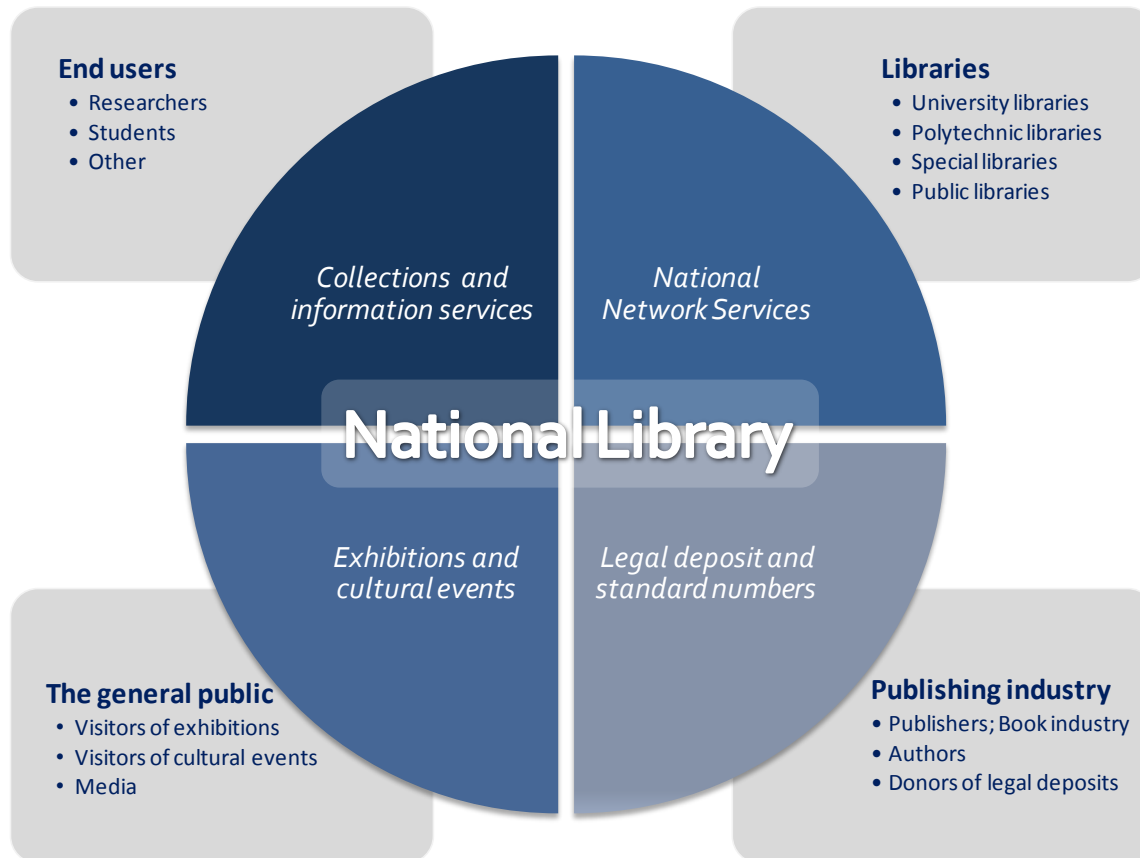 End users
• Researchers
• Students
• Other
Libraries
• University libraries
• Polytechnic libraries
• Special libraries
• Public libraries
Collections and
information services
National
Network Services
National Library
Exhibitions and
cultural events
Legal deposit and
standard numbers
The general public
• Visitors of exhibitions
• Visitors of cultural events
• Media
Publishing industry
• Publishers; Book industry
• Authors
• Donors of legal deposits